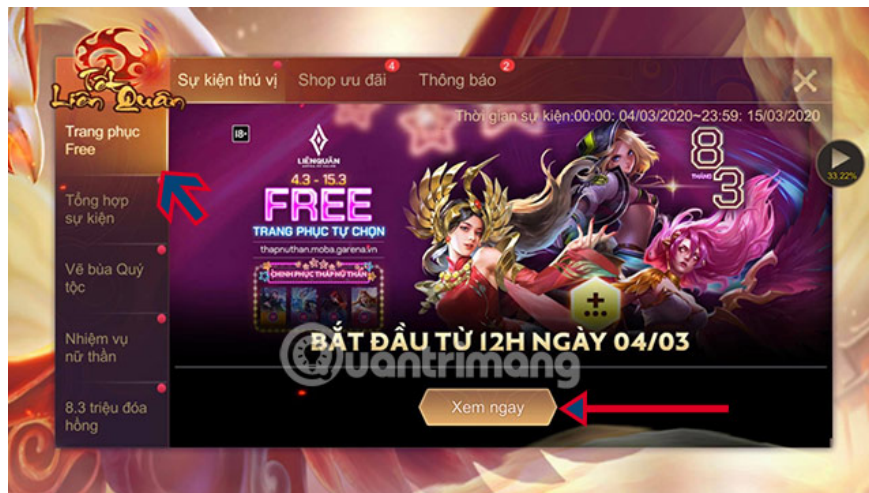 Tết
Liên Quân
Sự kiện thú vị
Shop ưu đãi
4
Thông báo
2
Trang phục
Free
Thời gian sự kiện:00:00: 04/03/2020~23:59: 15/03/2020
18+
LIÊNQUÂN
4.3 - 15.3
FREE
TRANG PHỤC TỰ CHỌN
thapnuthan.moba.garena.vn
CHINH PHỤC THÁP NỮ THẦN
8
THÁNG
3
33.22%
Tổng hợp
sự kiện
Vẽ bùa Quý
tộc
Nhiệm vụ
nữ thần
8.3 triệu đóa
hồng
BẮT ĐẦU TỪ 12H NGÀY 04/03
Quantrimang
Xem ngay